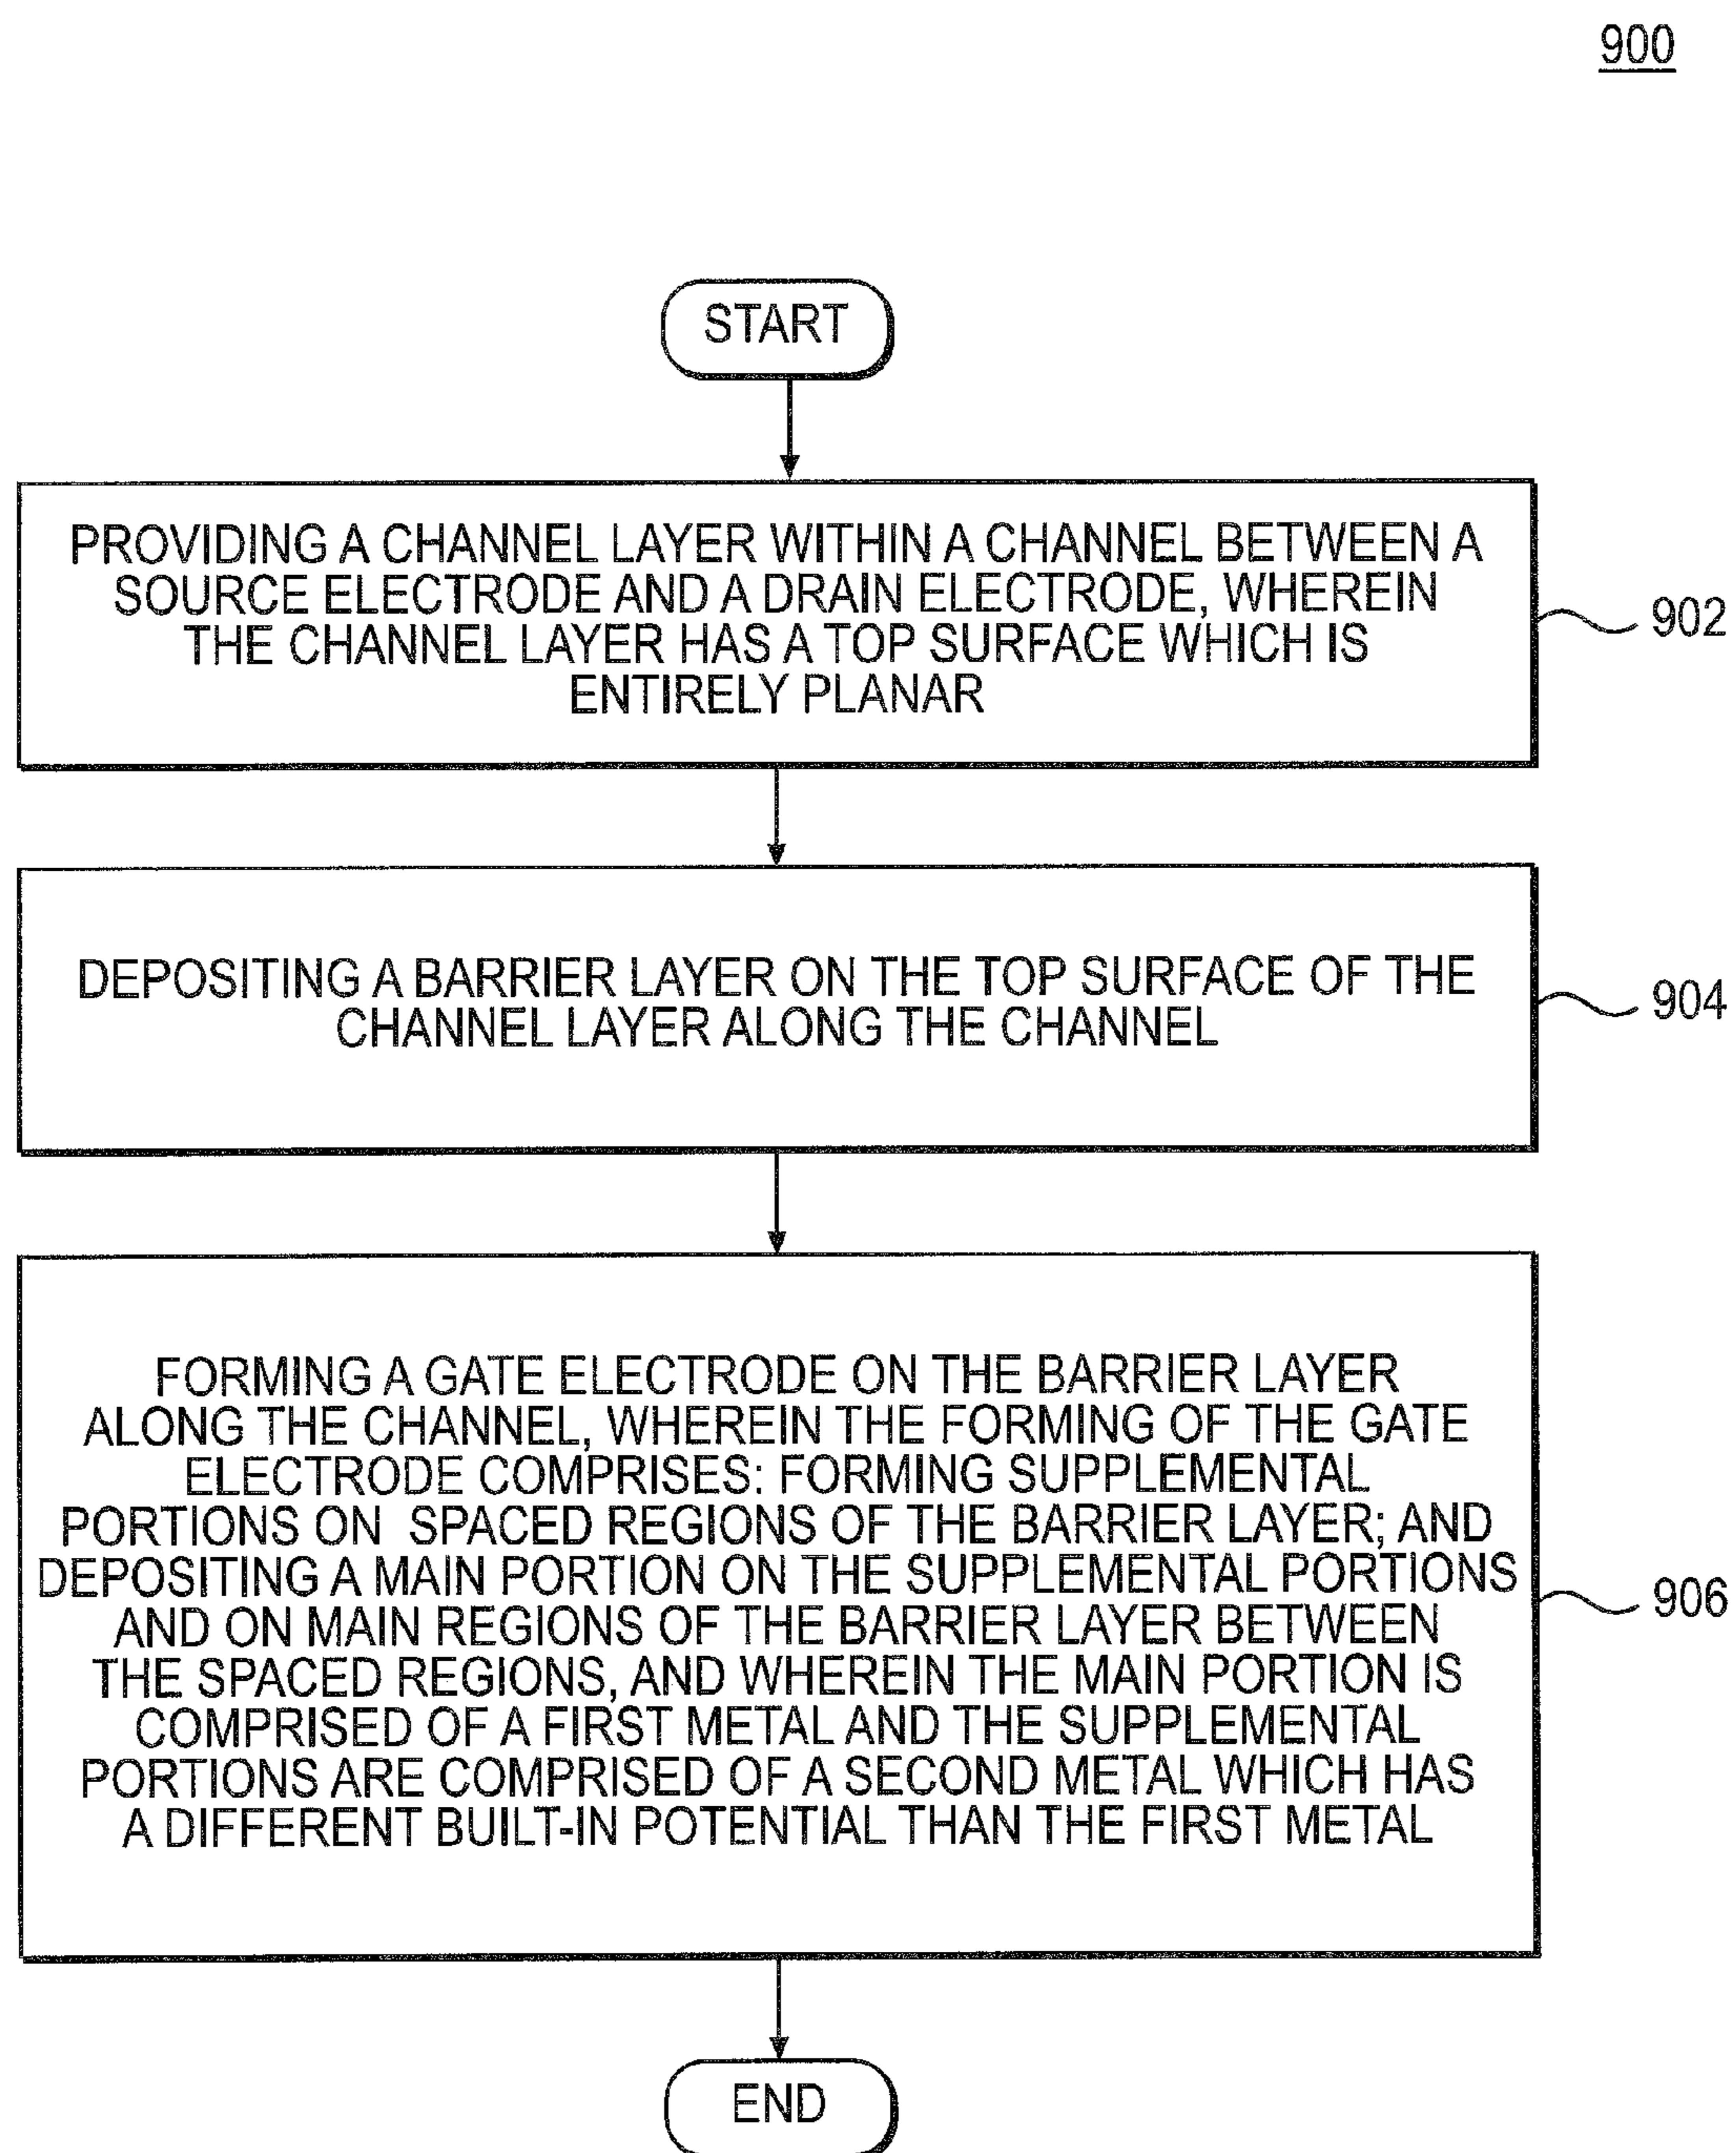 900
START
PROVIDING A CHANNEL LAYER WITHIN A CHANNEL BETWEEN A
SOURCE ELECTRODE AND A DRAIN ELECTRODE, WHEREIN
THE CHANNEL LAYER HAS A TOP SURFACE WHICH IS
ENTIRELY PLANAR
902
DEPOSITING A BARRIER LAYER ON THE TOP SURFACE OF THE
CHANNEL LAYER ALONG THE CHANNEL
904
FORMING A GATE ELECTRODE ON THE BARRIER LAYER
ALONG THE CHANNEL, WHEREIN THE FORMING OF THE GATE
ELECTRODE COMPRISES: FORMING SUPPLEMENTAL
PORTIONS ON SPACED REGIONS OF THE BARRIER LAYER; AND
DEPOSITING A MAIN PORTION ON THE SUPPLEMENTAL PORTIONS
AND ON MAIN REGIONS OF THE BARRIER LAYER BETWEEN
THE SPACED REGIONS, AND WHEREIN THE MAIN PORTION IS
COMPRISED OF A FIRST METAL AND THE SUPPLEMENTAL
PORTIONS ARE COMPRISED OF A SECOND METAL WHICH HAS
A DIFFERENT BUILT-IN POTENTIAL THAN THE FIRST METAL
906
END